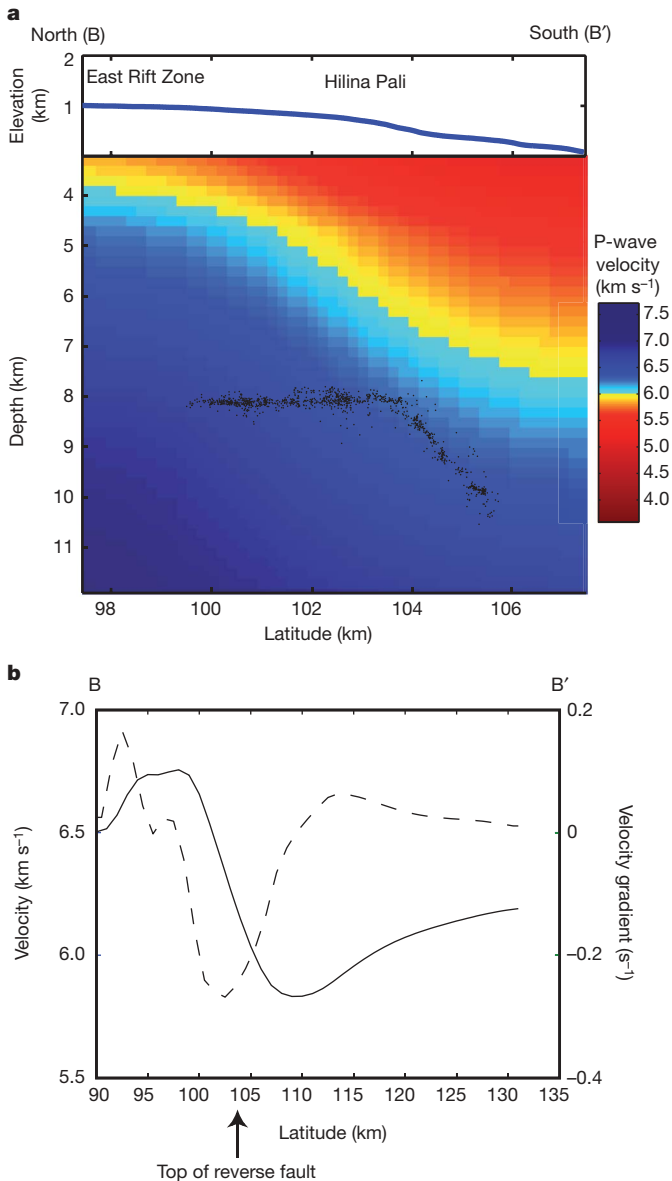 a
North (B)
South (B′)
2
1
Elevation
(km)
East Rift Zone
Hilina Pali
4
5
6
7
8
9
10
11
Depth (km)
98
100
102
104
106
Latitude (km)
P-wave
velocity
(km s⁻¹)
7.5
7.0
6.5
6.0
5.5
5.0
4.5
4.0
b
B
B′
7.0
6.5
6.0
5.5
Velocity (km s⁻¹)
0.2
0
–0.2
–0.4
Velocity gradient (s⁻¹)
90
95
100
105
110
115
120
125
130
135
Latitude (km)
Top of reverse fault